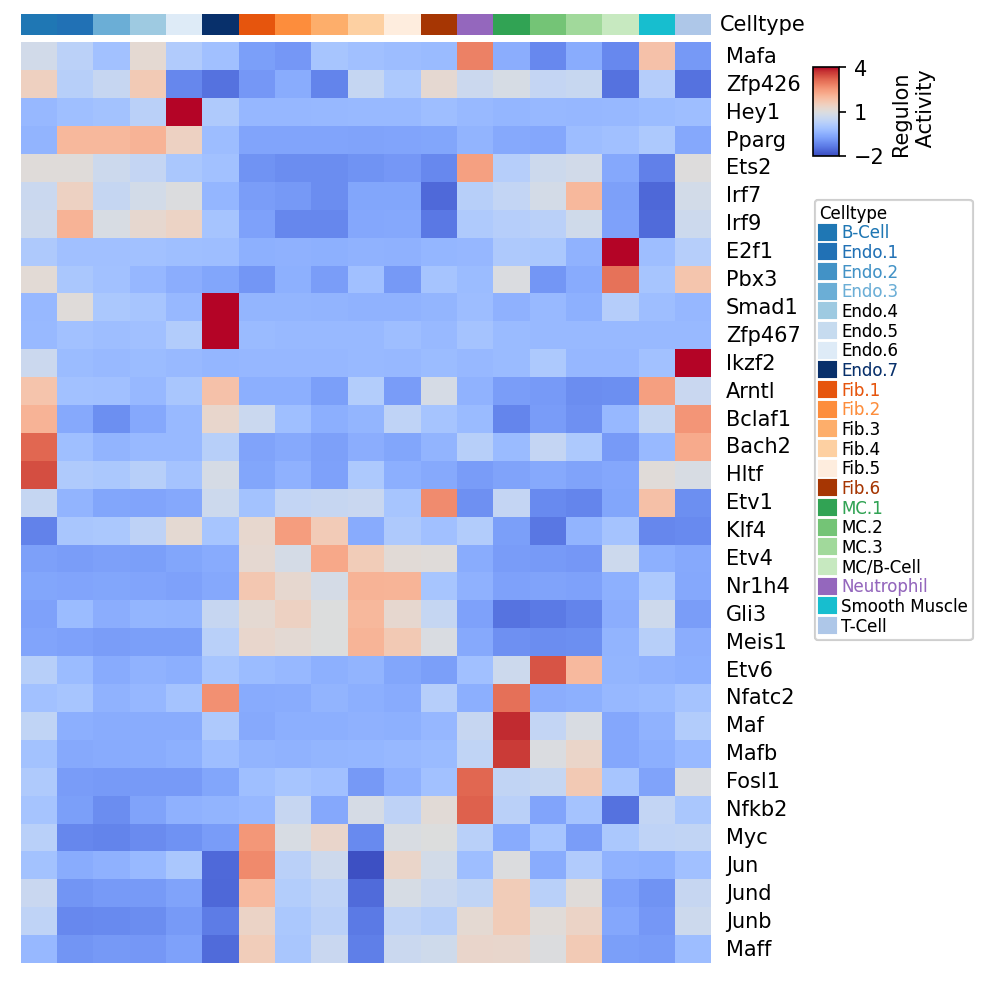 Celltype
Mafa
Zfp426
Hey1
Pparg
Ets2
Irf7
Irf9
E2f1
Pbx3
Smad1
Zfp467
Ikzf2
Arntl
Bclaf1
Bach2
Hltf
Etv1
Klf4
Etv4
Nr1h4
Gli3
Meis1
Etv6
Nfatc2
Maf
Mafb
Fosl1
Nfkb2
Myc
Jun
Jund
Junb
Maff
4
1
−2
Regulon
Activity
Celltype
B-Cell
Endo.1
Endo.2
Endo.3
Endo.4
Endo.5
Endo.6
Endo.7
Fib.1
Fib.2
Fib.3
Fib.4
Fib.5
Fib.6
MC.1
MC.2
MC.3
MC/B-Cell
Neutrophil
Smooth Muscle
T-Cell